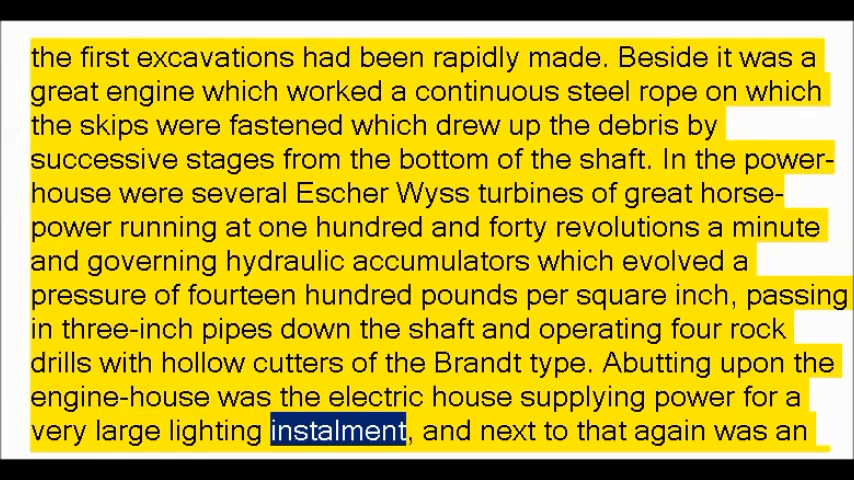 the first excavations had been rapidly made. Beside it was a
great engine which worked a continuous steel rope on which
the skips were fastened which drew up the debris by
successive stages from the bottom of the shaft. In the power-
house were several Escher Wyss turbines of great horse-
power running at one hundred and forty revolutions a minute
and governing hydraulic accumulators which evolved a
pressure of fourteen hundred pounds per square inch, passing
in three-inch pipes down the shaft and operating four rock
drills with hollow cutters of the Brandt type. Abutting upon the
engine-house was the electric house supplying power for a
very large lighting instalment, and next to that again was an